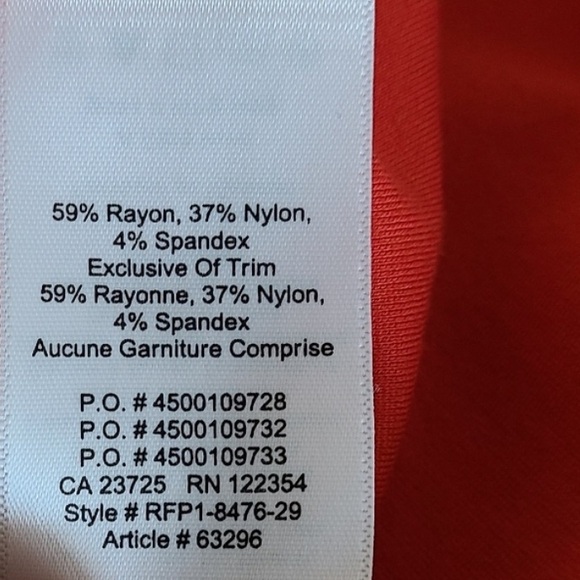 59% Rayon, 37% Nylon,
4% Spandex
Exclusive Of Trim
59% Rayonne, 37% Nylon,
4% Spandex
Aucune Garniture Comprise
P.O. # 4500109728
P.O. # 4500109732
P.O. # 4500109733
CA 23725 RN 122354
Style # RFP1-8476-29
Article # 63296